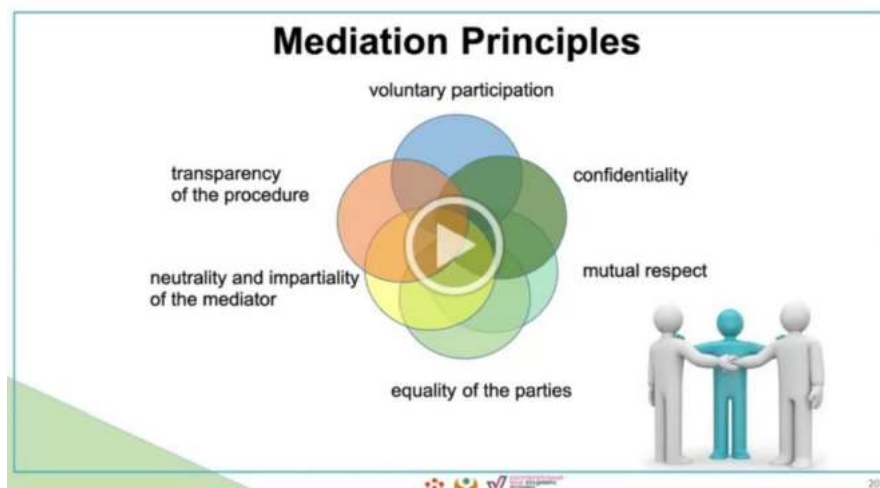 Mediation Principles
voluntary participation
transparency
of the procedure
confidentiality
neutrality and impartiality
of the mediator
mutual respect
equality of the parties
20